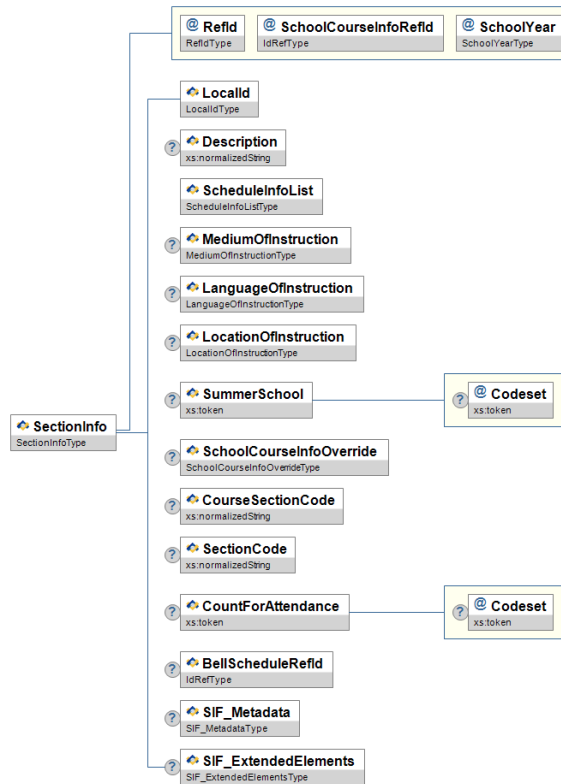 @ RefId
RefIdType
@ SchoolCourseInfoRefId
IdRefType
@ SchoolYear
SchoolYearType
LocalId
LocalIdType
? Description
xs:normalizedString
ScheduleInfoList
ScheduleInfoListType
? MediumOfInstruction
MediumOfInstructionType
? LanguageOfInstruction
LanguageOfInstructionType
? LocationOfInstruction
LocationOfInstructionType
? SummerSchool
xs:token
? @ Codeset
xs:token
SectionInfo
SectionInfoType
? SchoolCourseInfoOverride
SchoolCourseInfoOverrideType
? CourseSectionCode
xs:normalizedString
? SectionCode
xs:normalizedString
? CountForAttendance
xs:token
? @ Codeset
xs:token
? BellScheduleRefId
IdRefType
? SIF_Metadata
SIF_MetadataType
? SIF_ExtendedElements
SIF_ExtendedElementsType